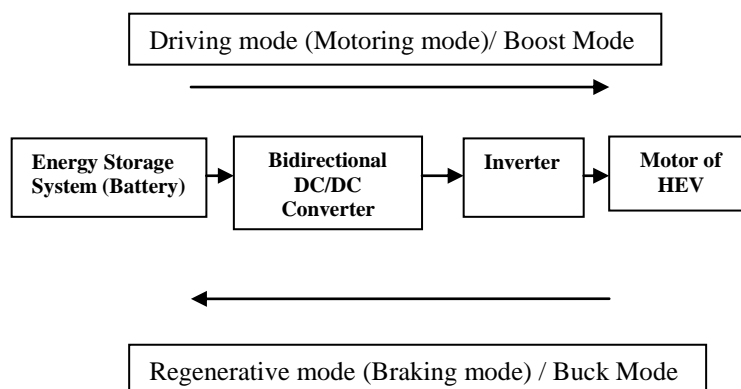 Driving mode (Motoring mode)/ Boost Mode
Energy Storage
System (Battery)
Bidirectional
DC/DC
Converter
Inverter
Motor of
HEV
Regenerative mode (Braking mode) / Buck Mode